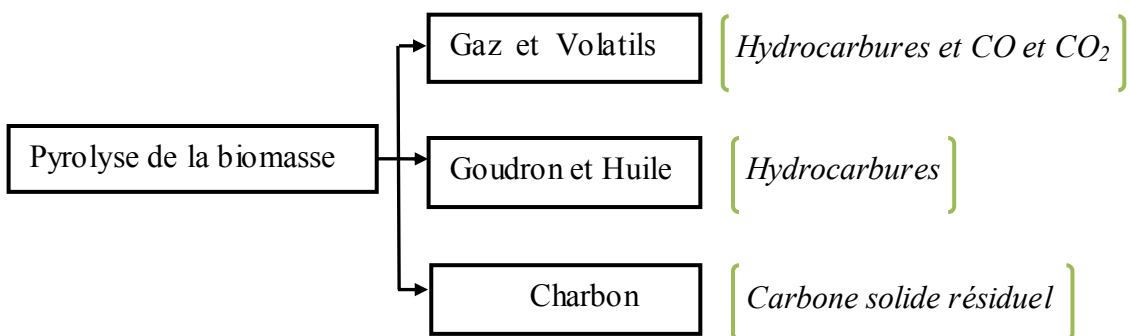 Gaz et Volatils
Hydrocarbures et CO et CO₂
Pyrolyse de la biomasse
Goudron et Huile
Hydrocarbures
Charbon
Carbone solide résiduel